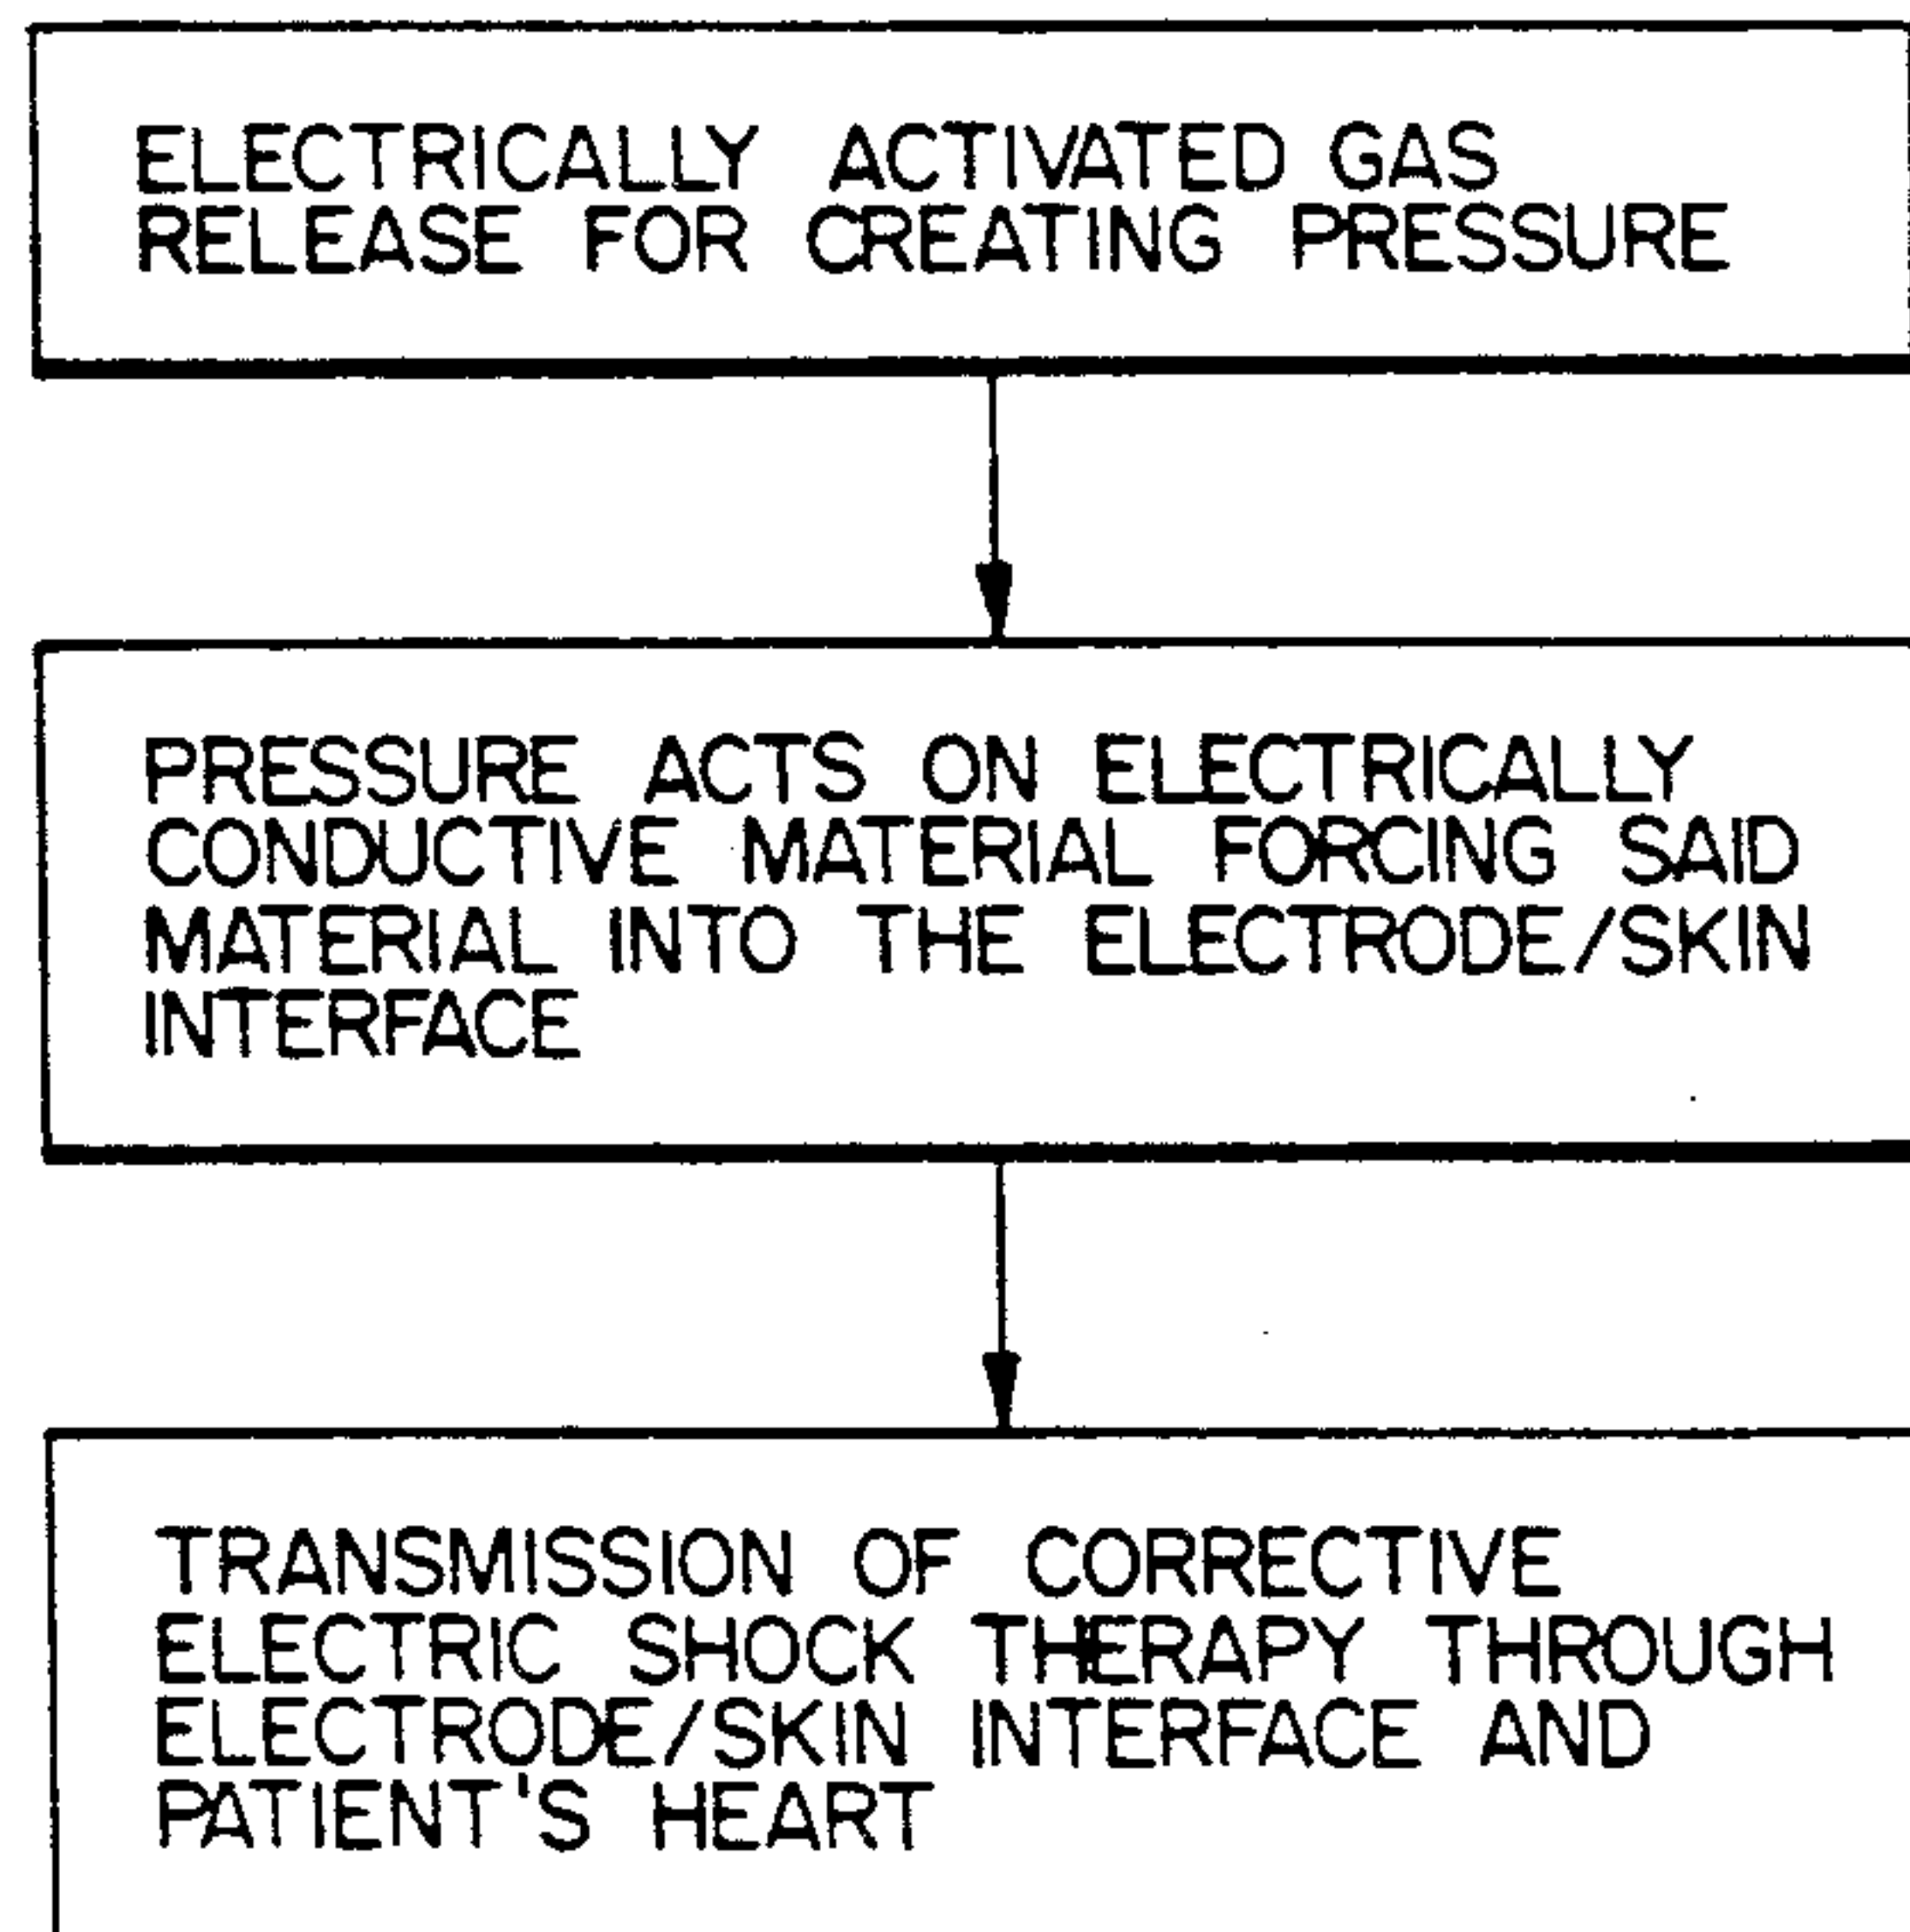 ELECTRICALLY ACTIVATED GAS
RELEASE FOR CREATING PRESSURE
PRESSURE ACTS ON ELECTRICALLY
CONDUCTIVE MATERIAL FORCING SAID
MATERIAL INTO THE ELECTRODE/SKIN
INTERFACE
TRANSMISSION OF CORRECTIVE
ELECTRIC SHOCK THERAPY THROUGH
ELECTRODE/SKIN INTERFACE AND
PATIENT'S HEART